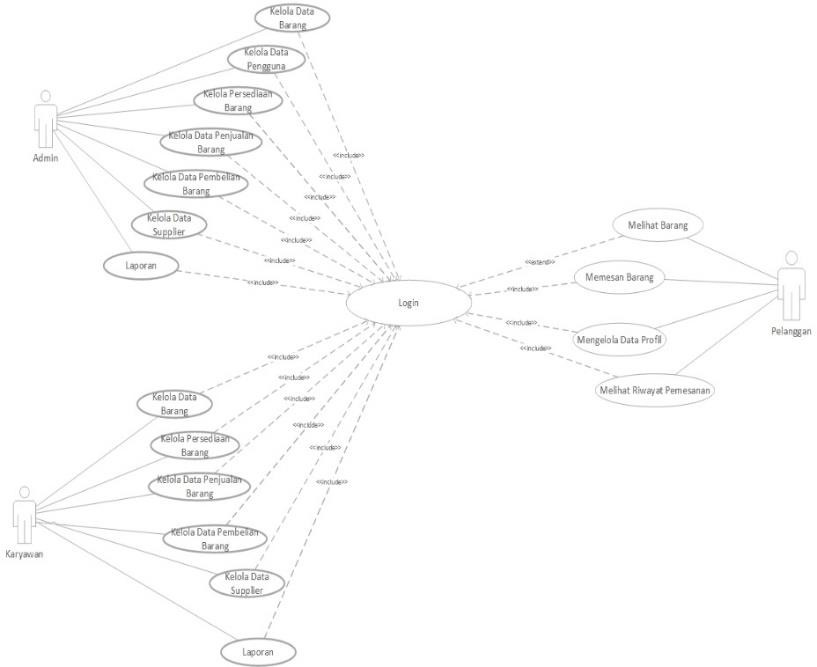 Kelola Data
Barang
Kelola Data
Pengguna
Kelola Persediaan
Barang
Kelola Data Penjualan
Barang
Kelola Data Pembelian
Barang
Kelola Data
Supplier
Laporan
Admin
<<include>>
<<include>>
<<include>>
<<include>>
<<include>>
<<include>>
<<include>>
Login
Melihat Barang
Memesan Barang
Mengelola Data Profil
Melihat Riwayat Pemesanan
Pelanggan
<<extend>>
<<include>>
<<include>>
<<include>>
<<include>>
<<include>>
<<include>>
<<include>>
<<include>>
<<include>>
Kelola Data
Barang
Kelola Persediaan
Barang
Kelola Data Penjualan
Barang
Kelola Data Pembelian
Barang
Kelola Data
Supplier
Laporan
Karyawan